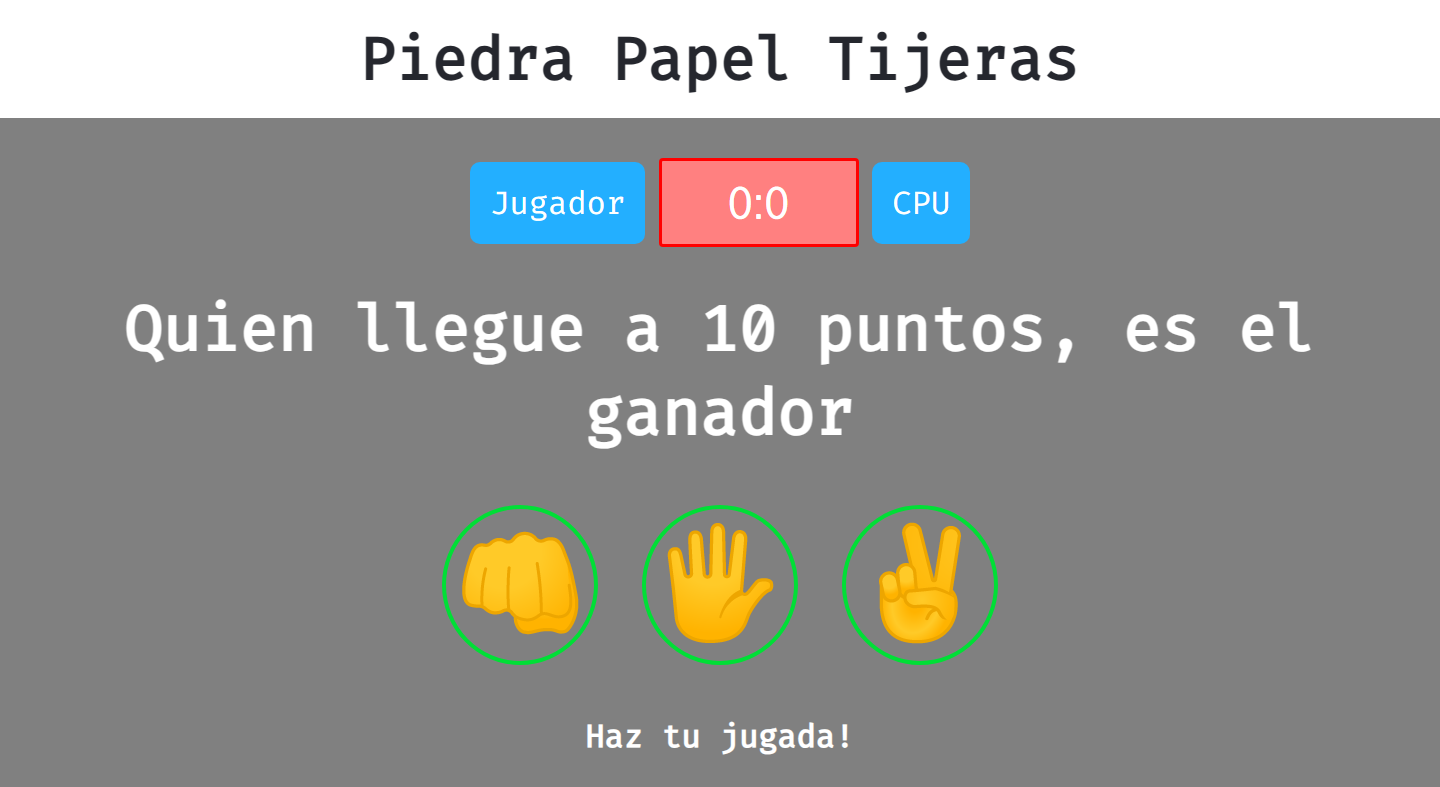 Piedra Papel Tijeras
Jugador 0:0 CPU
Quien llegue a 10 puntos, es el
ganador
Haz tu jugada!